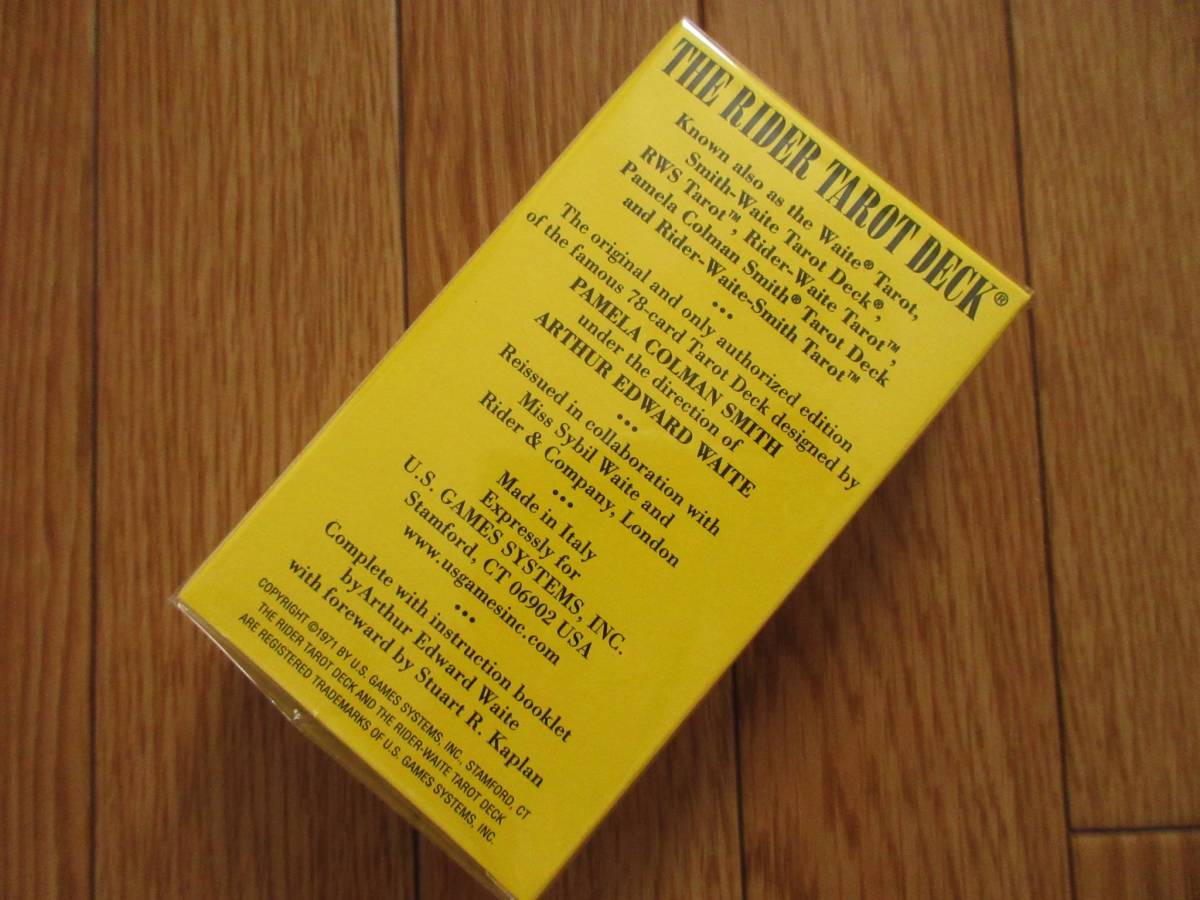 THE RIDER TAROT DECK®
Known also as the Waite® Tarot,
Smith-Waite Tarot Deck®,
RWS Tarot™, Rider-Waite Tarot™,
Pamela Colman Smith® Tarot Deck
and Rider-Waite-Smith Tarot™
•••
The original and only authorized edition
of the famous 78-card Tarot Deck designed by
PAMELA COLMAN SMITH
under the direction of
ARTHUR EDWARD WAITE
•••
Reissued in collaboration with
Miss Sybil Waite and
Rider & Company, London
•••
Made in Italy
Expressly for
U.S. GAMES SYSTEMS, INC.
Stamford, CT 06902 USA
www.usgamesinc.com
•••
Complete with instruction booklet
by Arthur Edward Waite
with foreward by Stuart R. Kaplan
COPYRIGHT ©1971 BY U.S. GAMES SYSTEMS, INC., STAMFORD, CT
THE RIDER TAROT DECK AND THE RIDER-WAITE TAROT DECK
ARE REGISTERED TRADEMARKS OF U.S. GAMES SYSTEMS, INC.